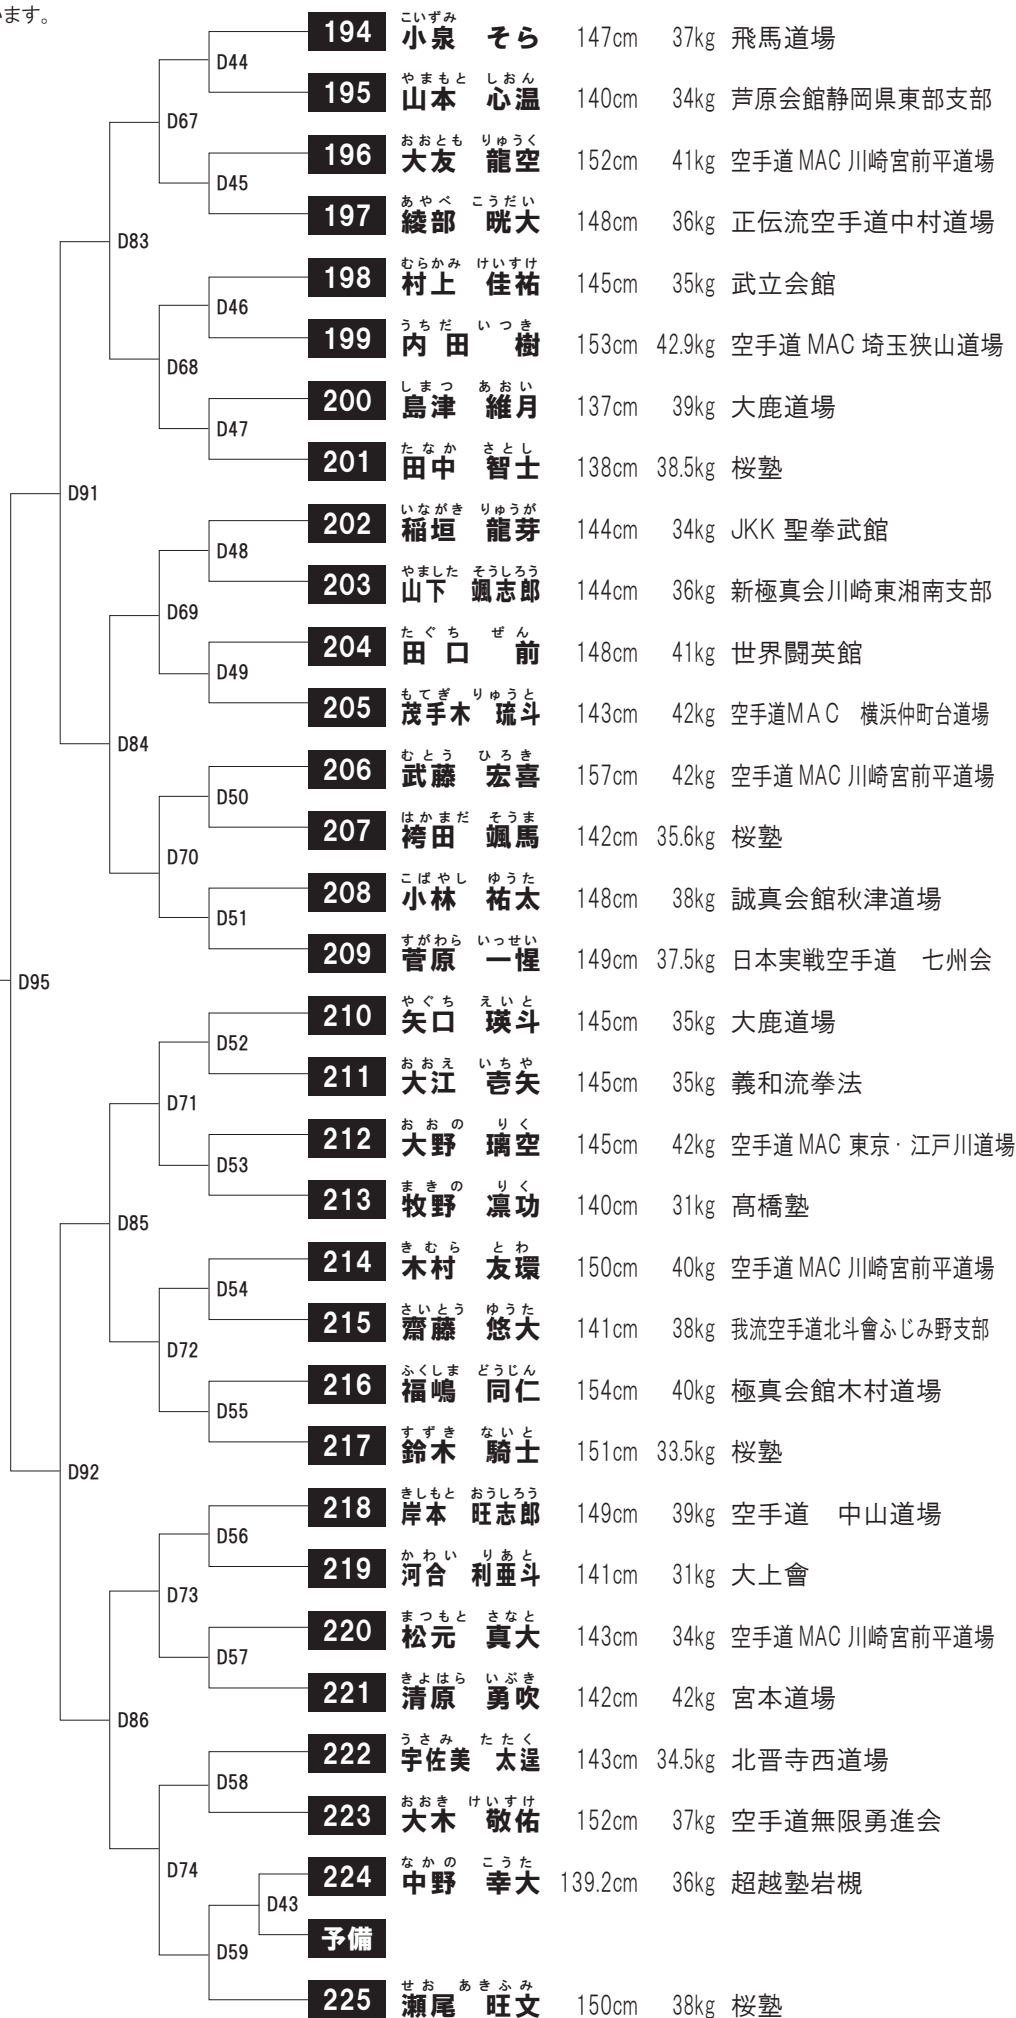 います。
こいずみ
194 小泉 そら 147cm 37kg 飛馬道場
D44
やまもと しおん
195 山本 心温 140cm 34kg 芦原会館静岡県東部支部
D67
おおとも りゅうく
196 大友 龍空 152cm 41kg 空手道MAC川崎宮前平道場
D45
あやべ こうだい
197 綾部 晄大 148cm 36kg 正伝流空手道中村道場
D83
むらかみ けいすけ
198 村上 佳祐 145cm 35kg 武立会館
D46
うちだ いつき
199 内田 樹 153cm 42.9kg 空手道MAC埼玉狭山道場
D68
しまつ あおい
200 島津 維月 137cm 39kg 大鹿道場
D47
たなか さとし
201 田中 智士 138cm 38.5kg 桜塾
D91
いながき りゅうが
202 稲垣 龍芽 144cm 34kg JKK 聖拳武館
D48
やました そうしろう
203 山下 颯志郎 144cm 36kg 新極真会川崎東湘南支部
D69
たぐち ぜん
204 田口 前 148cm 41kg 世界闘英館
D49
もてぎ りゅうと
205 茂手木 琉斗 143cm 42kg 空手道MAC 横浜仲町台道場
D84
むとう ひろき
206 武藤 宏喜 157cm 42kg 空手道MAC川崎宮前平道場
D50
はかまだ そうま
207 袴田 颯馬 142cm 35.6kg 桜塾
D70
こばやし ゆうた
208 小林 祐太 148cm 38kg 誠真会館秋津道場
D51
すがわら いっせい
209 菅原 一惺 149cm 37.5kg 日本実戦空手道 七州会
D95
やぐち えいと
210 矢口 瑛斗 145cm 35kg 大鹿道場
D52
おおえ いちや
211 大江 壱矢 145cm 35kg 義和流拳法
D71
おおの りく
212 大野 璃空 145cm 42kg 空手道MAC東京・江戸川道場
D53
まきの りく
213 牧野 凛功 140cm 31kg 髙橋塾
D85
きむら とわ
214 木村 友環 150cm 40kg 空手道MAC川崎宮前平道場
D54
さいとう ゆうた
215 齋藤 悠大 141cm 38kg 我流空手道北斗會ふじみ野支部
D72
ふくしま どうじん
216 福嶋 同仁 154cm 40kg 極真会館木村道場
D55
すずき ないと
217 鈴木 騎士 151cm 33.5kg 桜塾
D92
きしもと おうしろう
218 岸本 旺志郎 149cm 39kg 空手道 中山道場
D56
かわい りあと
219 河合 利亜斗 141cm 31kg 大上會
D73
まつもと さなと
220 松元 真大 143cm 34kg 空手道MAC川崎宮前平道場
D57
きよはら いぶき
221 清原 勇吹 142cm 42kg 宮本道場
D86
うさみ たたく
222 宇佐美 太逞 143cm 34.5kg 北晋寺西道場
D58
おおき けいすけ
223 大木 敬佑 152cm 37kg 空手道無限勇進会
D74
なかの こうた
224 中野 幸大 139.2cm 36kg 超越塾岩槻
D43
予備
D59
せお あきふみ
225 瀬尾 旺文 150cm 38kg 桜塾